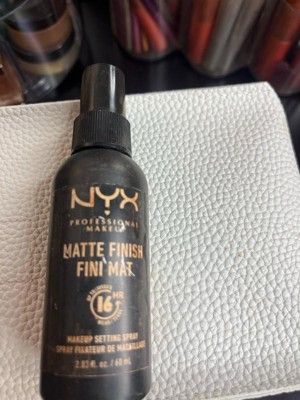 NYX
PROFESSIONAL
MAKEUP
MATTE FINISH
FINI MAT
16 HR
MAKEUP SETTING SPRAY
SPRAY FIXATEUR DE MAQUILLAGE
2.03 fl. oz. / 60 mL